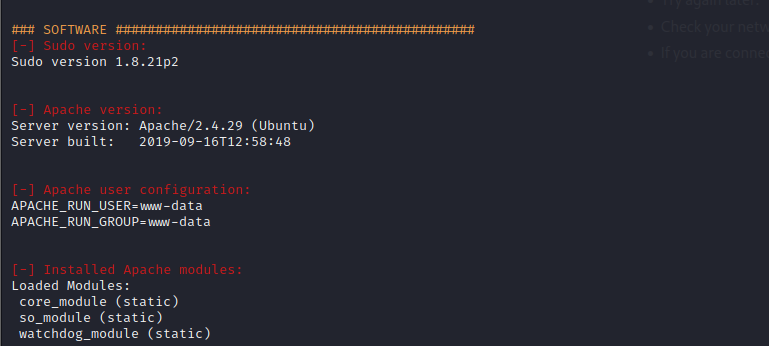 Try again later.
Check your netw
If you are conne
### SOFTWARE #############################################
[-] Sudo version:
Sudo version 1.8.21p2
[-] Apache version:
Server version: Apache/2.4.29 (Ubuntu)
Server built:   2019-09-16T12:58:48
[-] Apache user configuration:
APACHE_RUN_USER=www-data
APACHE_RUN_GROUP=www-data
[-] Installed Apache modules:
Loaded Modules:
 core_module (static)
 so_module (static)
 watchdog_module (static)